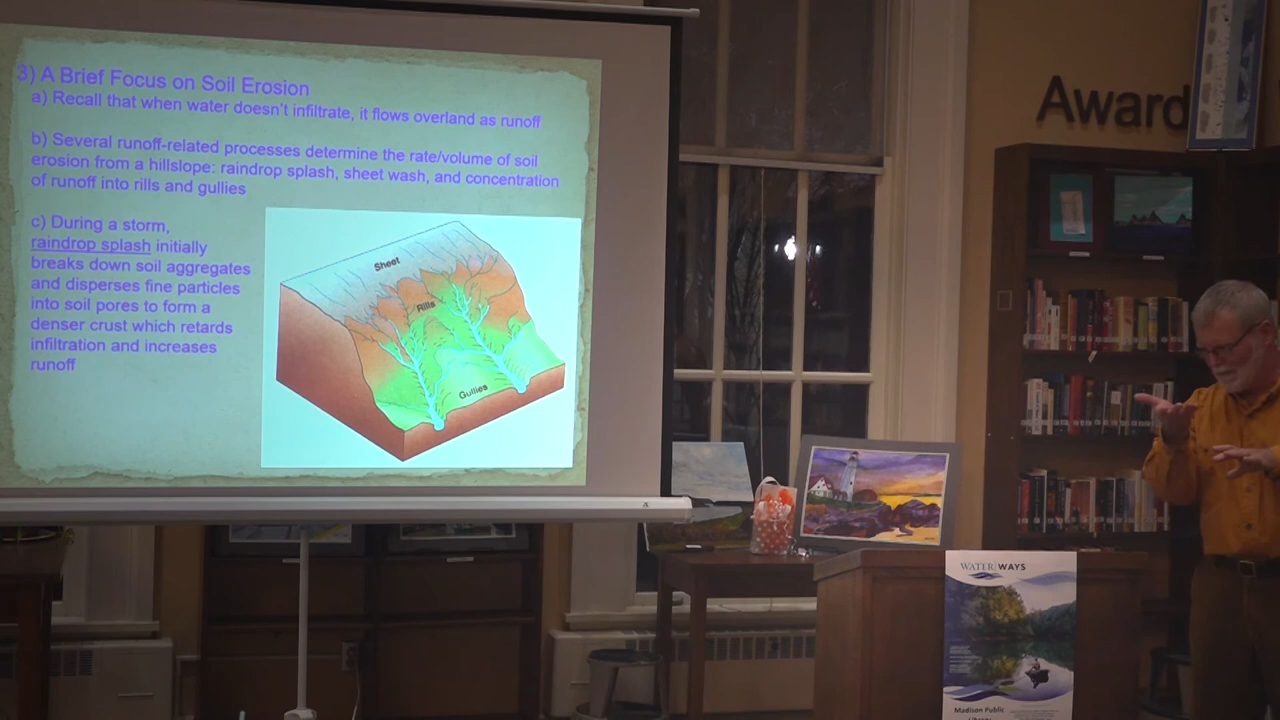 3) A Brief Focus on Soil Erosion
a) Recall that when water doesn't infiltrate, it flows overland as runoff
b) Several runoff-related processes determine the rate/volume of soil
erosion from a hillslope: raindrop splash, sheet wash, and concentration
of runoff into rills and gullies
c) During a storm,
raindrop splash initially
breaks down soil aggregates
and disperses fine particles
into soil pores to form a
denser crust which retards
infiltration and increases
runoff
Sheet
Rills
Gullies
Award
WATER WAYS
Madison Public
Library